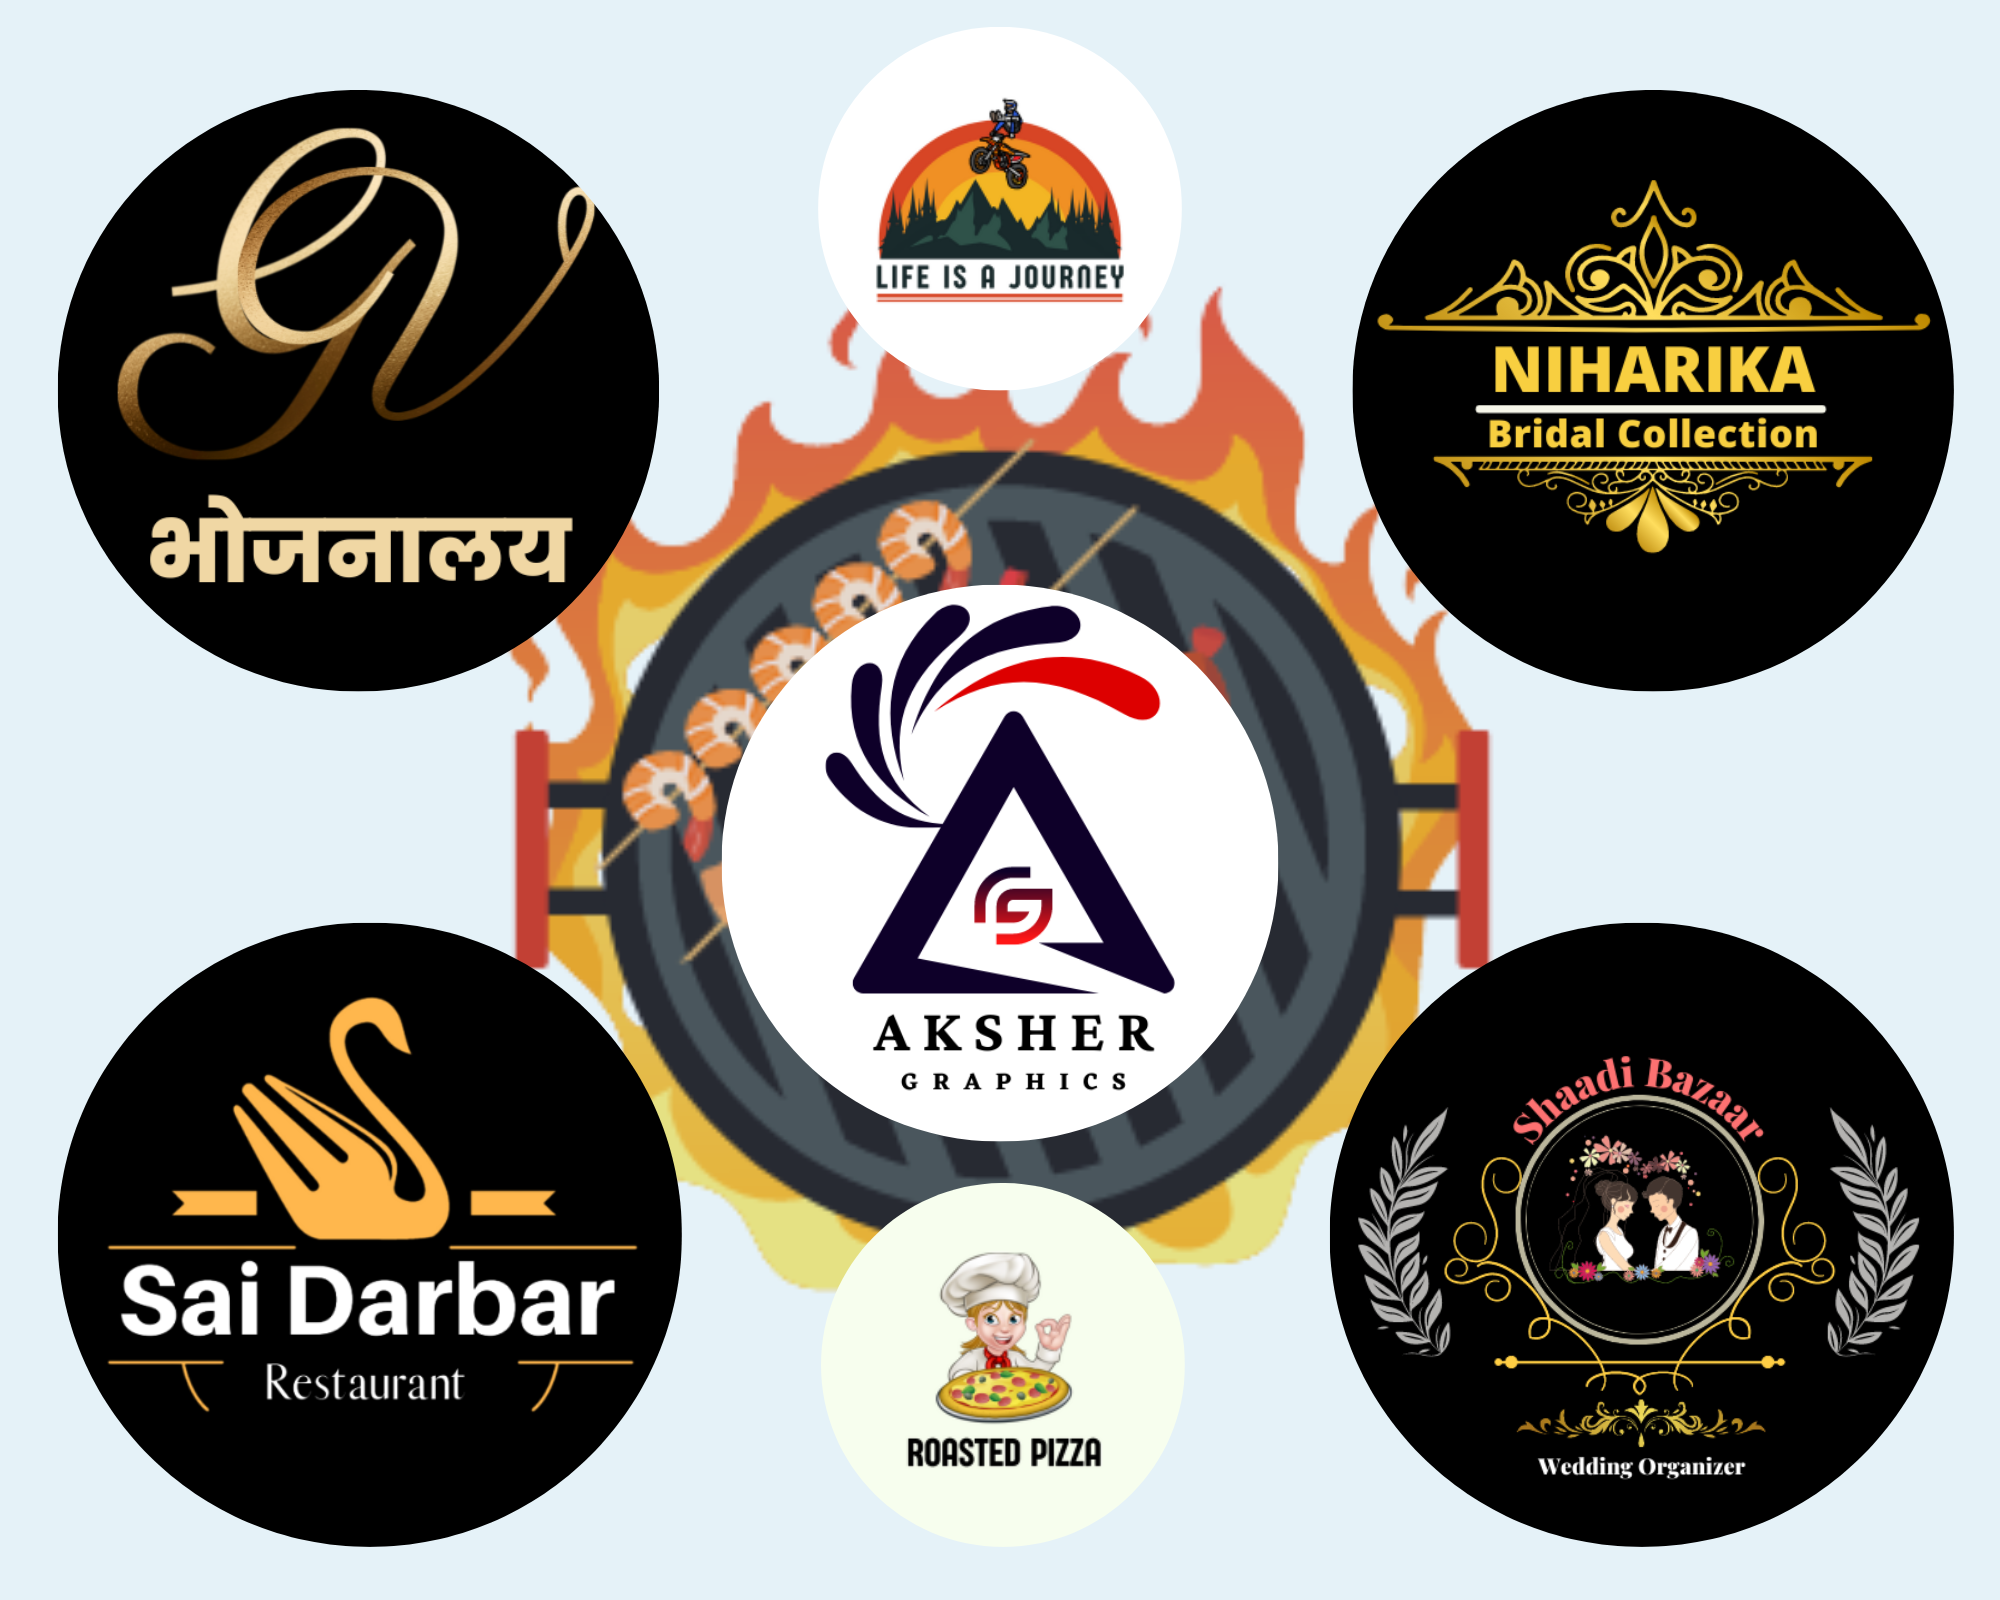 LIFE IS A JOURNEY
GV
भोजनालय
NIHARIKA
Bridal Collection
G
AKSHER
GRAPHICS
Sai Darbar
Restaurant
Shaadi Bazaar
Wedding Organizer
ROASTED PIZZA